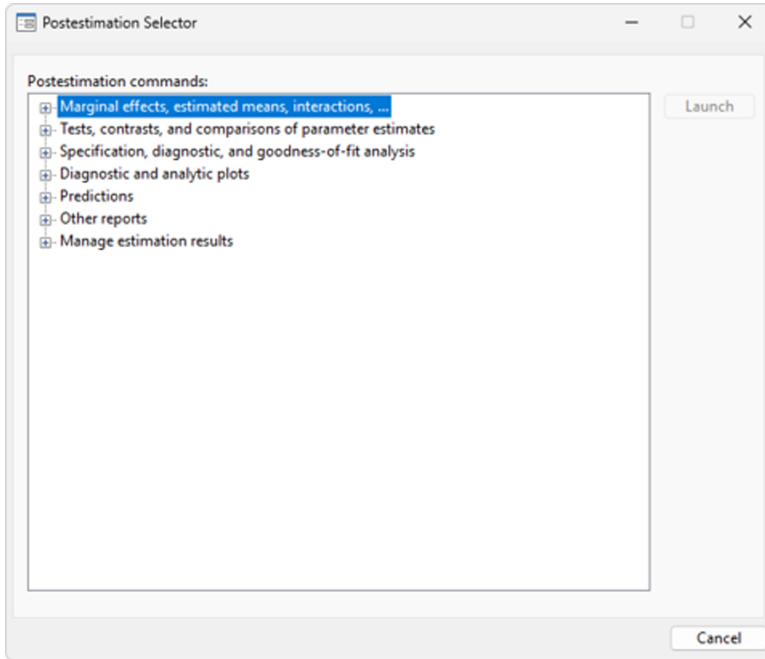 Postestimation Selector
Postestimation commands:
Marginal effects, estimated means, interactions, ...
Launch
Tests, contrasts, and comparisons of parameter estimates
Specification, diagnostic, and goodness-of-fit analysis
Diagnostic and analytic plots
Predictions
Other reports
Manage estimation results
Cancel